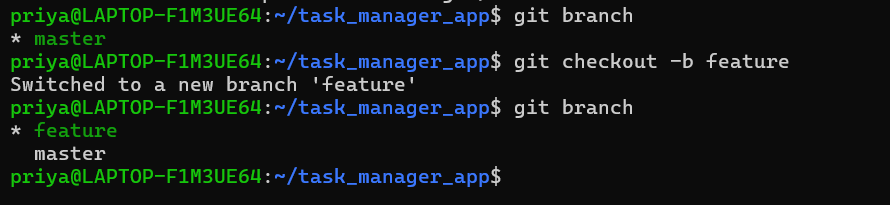 priya@LAPTOP-F1M3UE64:~/task_manager_app$ git branch
* master
priya@LAPTOP-F1M3UE64:~/task_manager_app$ git checkout -b feature
Switched to a new branch 'feature'
priya@LAPTOP-F1M3UE64:~/task_manager_app$ git branch
* feature
  master
priya@LAPTOP-F1M3UE64:~/task_manager_app$